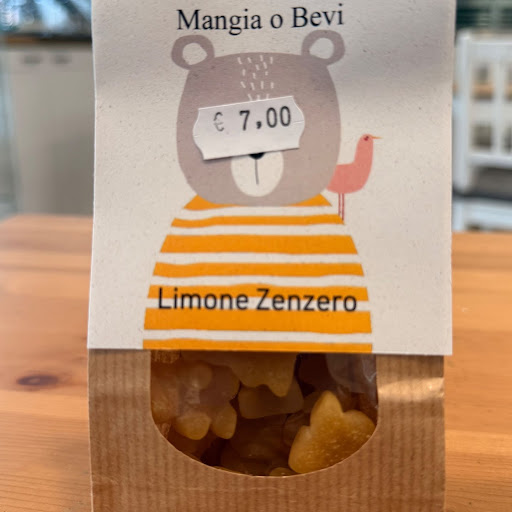 Mangia o Bevi
€ 7,00
Limone Zenzero